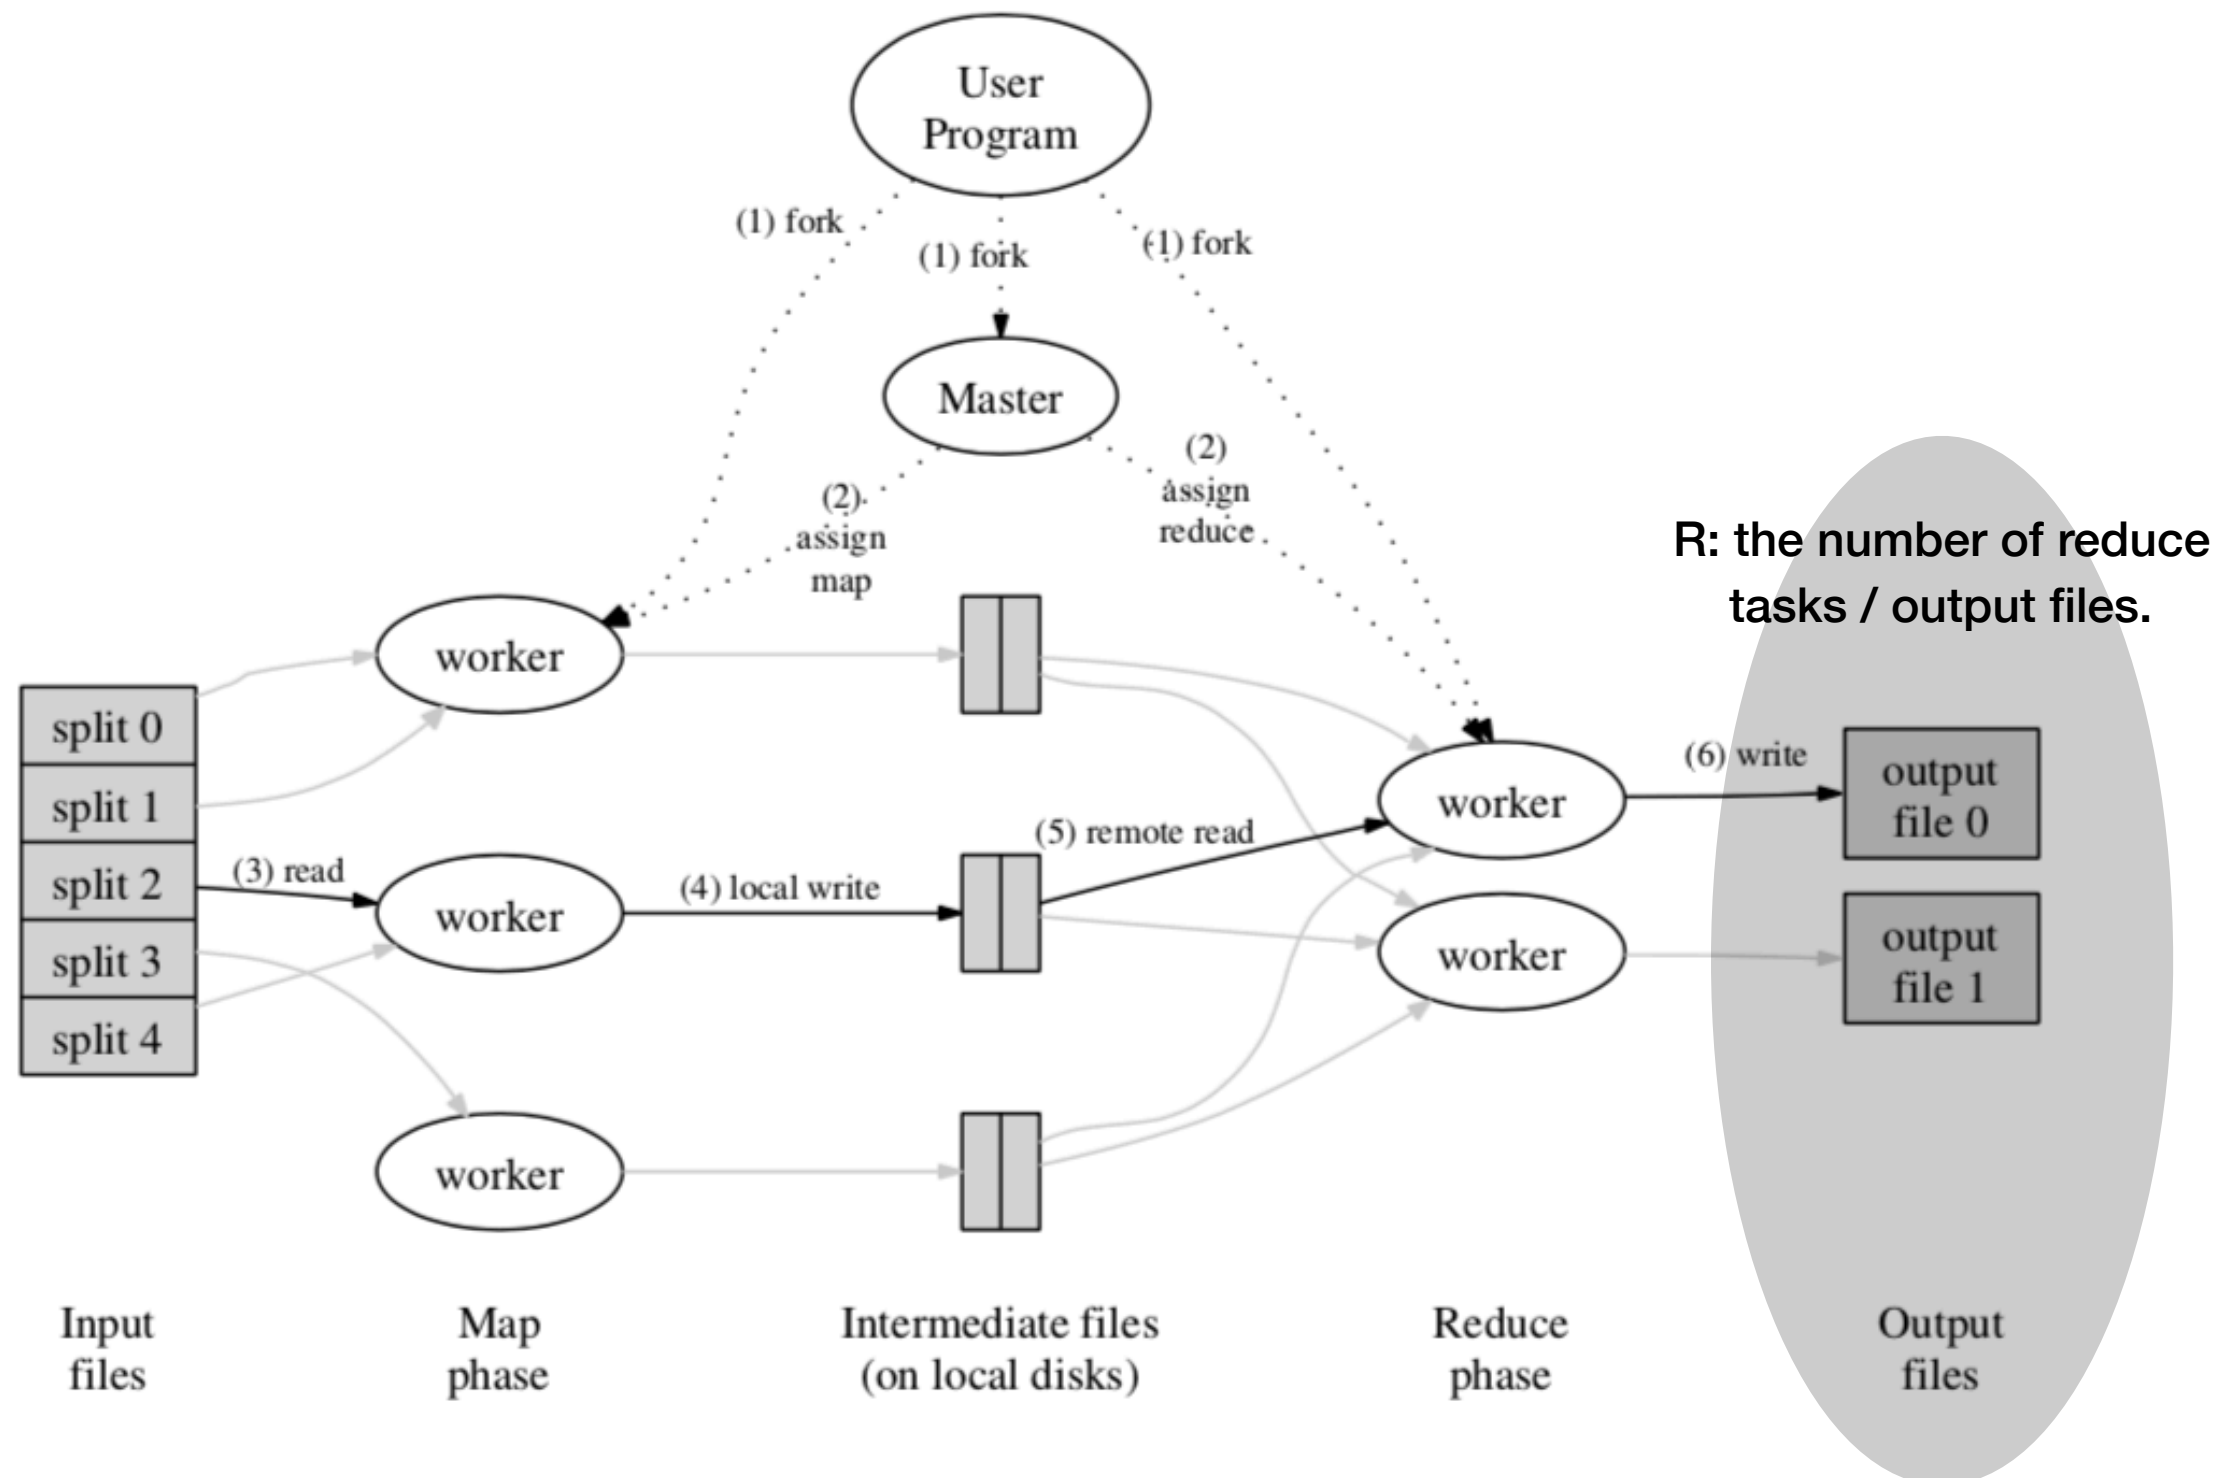 User
Program
(1) fork
(1) fork
(1) fork
Master
(2)
assign
map
(2)
assign
reduce
R: the number of reduce
tasks / output files.
split 0
split 1
split 2
split 3
split 4
(3) read
worker
worker
worker
(4) local write
(5) remote read
worker
worker
(6) write
output
file 0
output
file 1
Input
files
Map
phase
Intermediate files
(on local disks)
Reduce
phase
Output
files